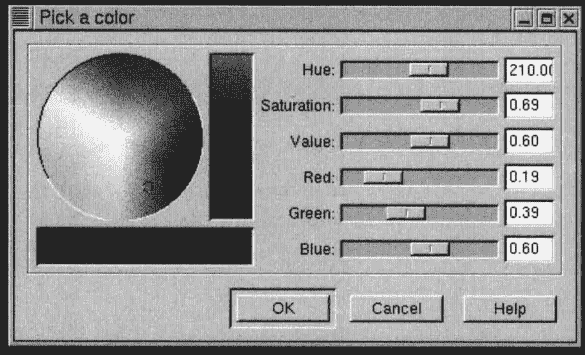 Pick a color
Hue: 210.00
Saturation: 0.69
Value: 0.60
Red: 0.19
Green: 0.39
Blue: 0.60
OK Cancel Help